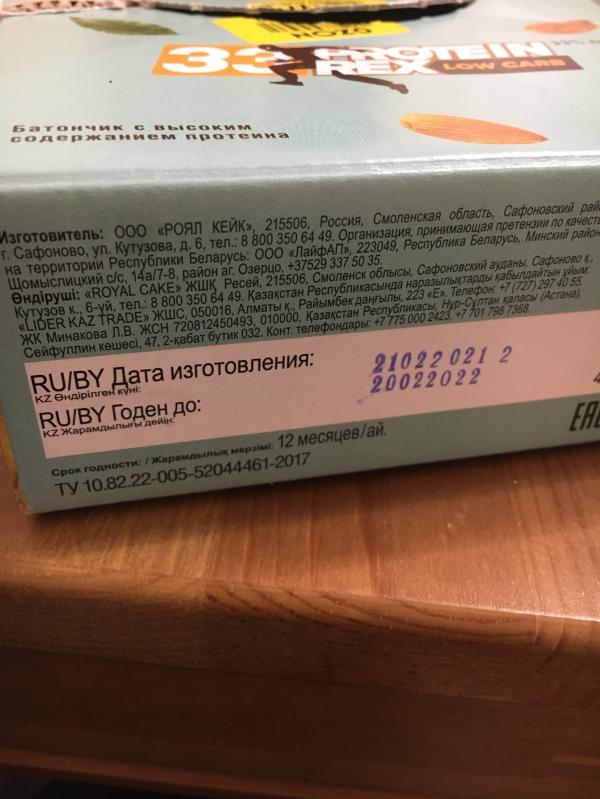 33 PROTEIN
REX LOW CARB
Батончик с высоким
содержанием протеина
Изготовитель: ООО «РОЯЛ КЕЙК», 215506, Россия, Смоленская область, Сафоновский
г. Сафоново, ул. Кутузова, д. 6, тел.: 8 800 350 64 49. Организация, принимающая претензии по
на территории Республики Беларусь: ООО «ЛайфАП», 223049, Республика Беларусь, Минский
Щомыслицкий с/с, 14а/7-8, район аг. Озерцо, +37529 337 50 35.
Өндіруші: «ROYAL CAKE» ЖШҚ Ресей, 215506, Смоленск облысы, Сафоновский ауданы, Сафоново қ.,
Кутузов к., 6-үй, тел.: 8 800 350 64 49. Қазақстан Республикасында наразылықтарды қабылдайтын ұйым:
«LIDER KAZ TRADE» ЖШС, 050016, Алматы қ., Райымбек даңғылы, 223 «Е». Телефон: +7 (727) 297 40 55.
ЖК Минакова Л.В. ЖСН 720812450493, 010000, Қазақстан Республикасы, Нур-Султан қаласы (Астана),
Сейфуллин көшесі, 47, 2-қабат бутик 032. Конт. телефондары: +7 775 000 2423, +7 701 798 7368.
RU/BY Дата изготовления: 21022021 2
KZ Өндірілген күні: 20022022
RU/BY Годен до:
KZ Жарамдылығы дейін:
Срок годности: / Жарамдылық мерзімі: 12 месяцев/ай.
ТУ 10.82.22-005-52044461-2017